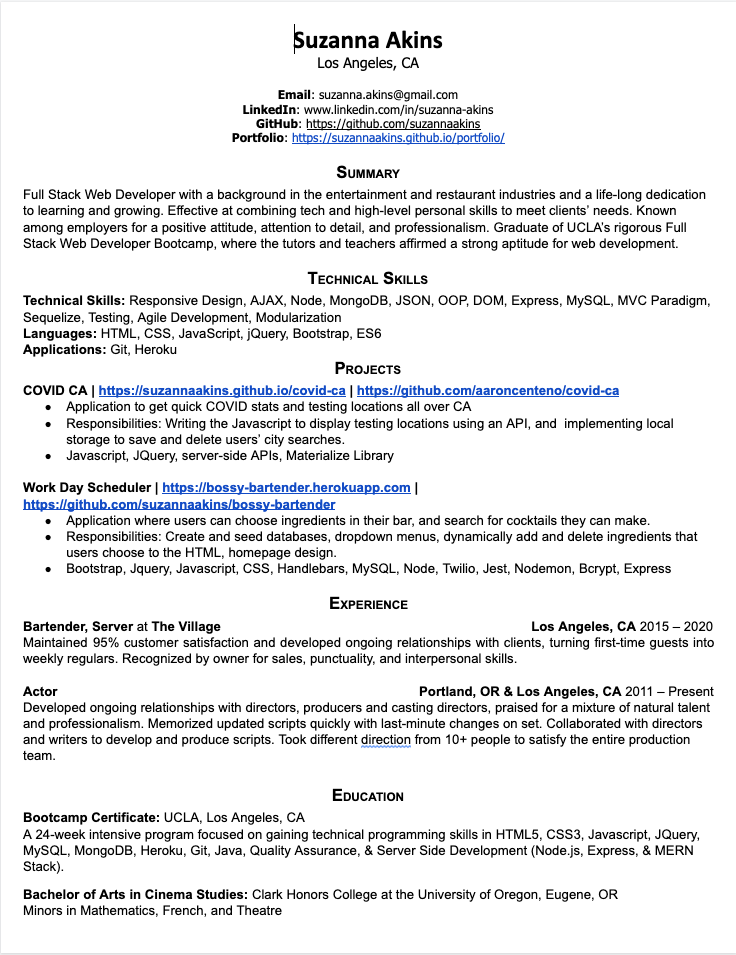 Suzanna Akins
Los Angeles, CA
Email: suzanna.akins@gmail.com
LinkedIn: www.linkedin.com/in/suzanna-akins
GitHub: https://github.com/suzannaakins
Portfolio: https://suzannaakins.github.io/portfolio/
SUMMARY
Full Stack Web Developer with a background in the entertainment and restaurant industries and a life-long dedication
to learning and growing. Effective at combining tech and high-level personal skills to meet clients’ needs. Known
among employers for a positive attitude, attention to detail, and professionalism. Graduate of UCLA’s rigorous Full
Stack Web Developer Bootcamp, where the tutors and teachers affirmed a strong aptitude for web development.
TECHNICAL SKILLS
Technical Skills: Responsive Design, AJAX, Node, MongoDB, JSON, OOP, DOM, Express, MySQL, MVC Paradigm,
Sequelize, Testing, Agile Development, Modularization
Languages: HTML, CSS, JavaScript, jQuery, Bootstrap, ES6
Applications: Git, Heroku
PROJECTS
COVID CA | https://suzannaakins.github.io/covid-ca | https://github.com/aaroncenteno/covid-ca
● Application to get quick COVID stats and testing locations all over CA
● Responsibilities: Writing the Javascript to display testing locations using an API, and implementing local
storage to save and delete users’ city searches.
● Javascript, JQuery, server-side APIs, Materialize Library
Work Day Scheduler | https://bossy-bartender.herokuapp.com |
https://github.com/suzannaakins/bossy-bartender
● Application where users can choose ingredients in their bar, and search for cocktails they can make.
● Responsibilities: Create and seed databases, dropdown menus, dynamically add and delete ingredients that
users choose to the HTML, homepage design.
● Bootstrap, Jquery, Javascript, CSS, Handlebars, MySQL, Node, Twilio, Jest, Nodemon, Bcrypt, Express
EXPERIENCE
Bartender, Server at The Village Los Angeles, CA 2015 – 2020
Maintained 95% customer satisfaction and developed ongoing relationships with clients, turning first-time guests into
weekly regulars. Recognized by owner for sales, punctuality, and interpersonal skills.
Actor Portland, OR & Los Angeles, CA 2011 – Present
Developed ongoing relationships with directors, producers and casting directors, praised for a mixture of natural talent
and professionalism. Memorized updated scripts quickly with last-minute changes on set. Collaborated with directors
and writers to develop and produce scripts. Took different direction from 10+ people to satisfy the entire production
team.
EDUCATION
Bootcamp Certificate: UCLA, Los Angeles, CA
A 24-week intensive program focused on gaining technical programming skills in HTML5, CSS3, Javascript, JQuery,
MySQL, MongoDB, Heroku, Git, Java, Quality Assurance, & Server Side Development (Node.js, Express, & MERN
Stack).
Bachelor of Arts in Cinema Studies: Clark Honors College at the University of Oregon, Eugene, OR
Minors in Mathematics, French, and Theatre